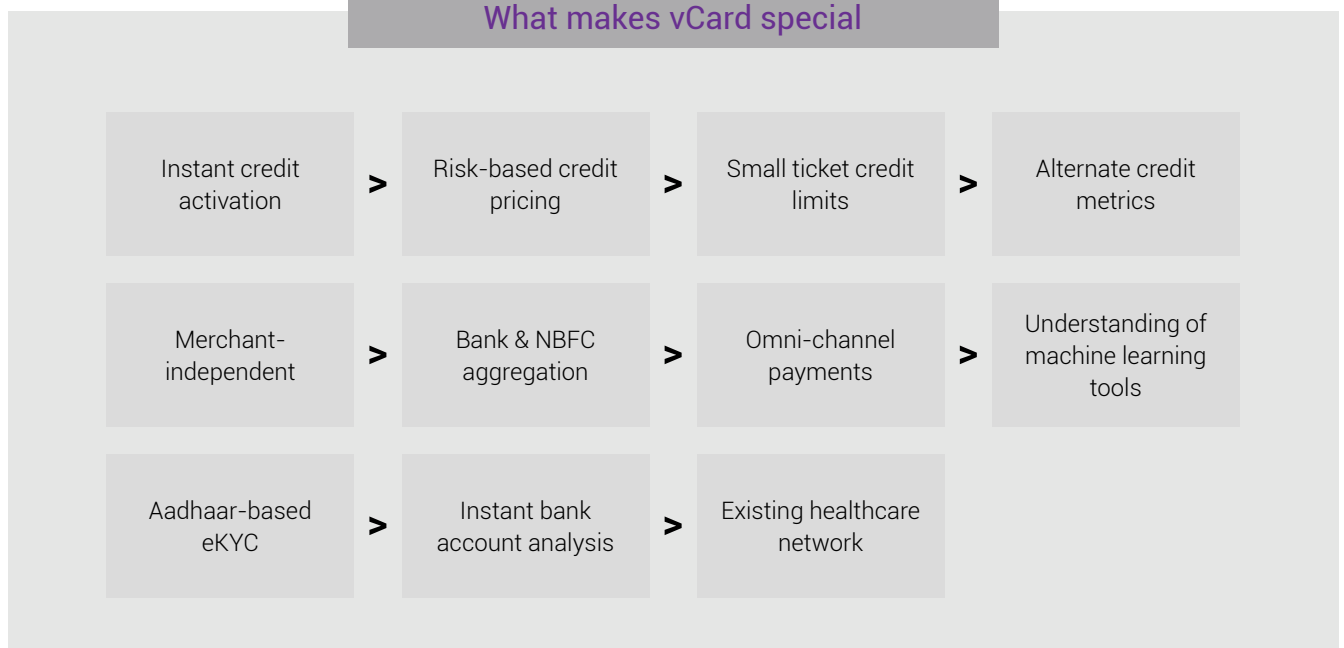 What makes vCard special
Instant credit
activation
>
Risk-based credit
pricing
>
Small ticket credit
limits
>
Alternate credit
metrics
Merchant-
independent
>
Bank & NBFC
aggregation
>
Omni-channel
payments
>
Understanding of
machine learning
tools
Aadhaar-based
eKYC
>
Instant bank
account analysis
>
Existing healthcare
network